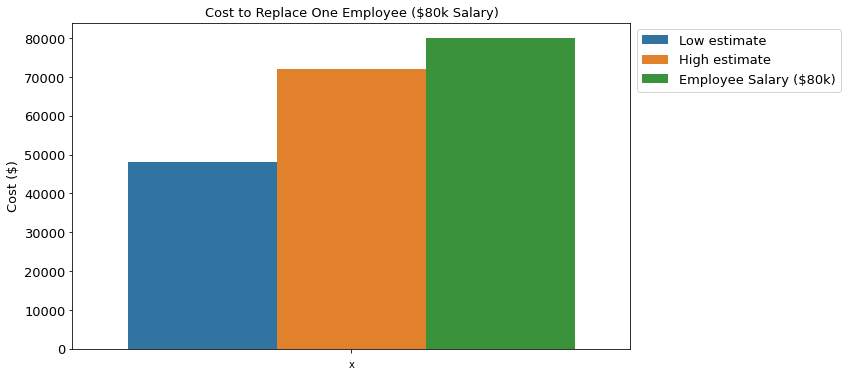 Cost to Replace One Employee ($80k Salary)
Low estimate
High estimate
Employee Salary ($80k)
Cost ($)
80000
70000
60000
50000
40000
30000
20000
10000
0
x